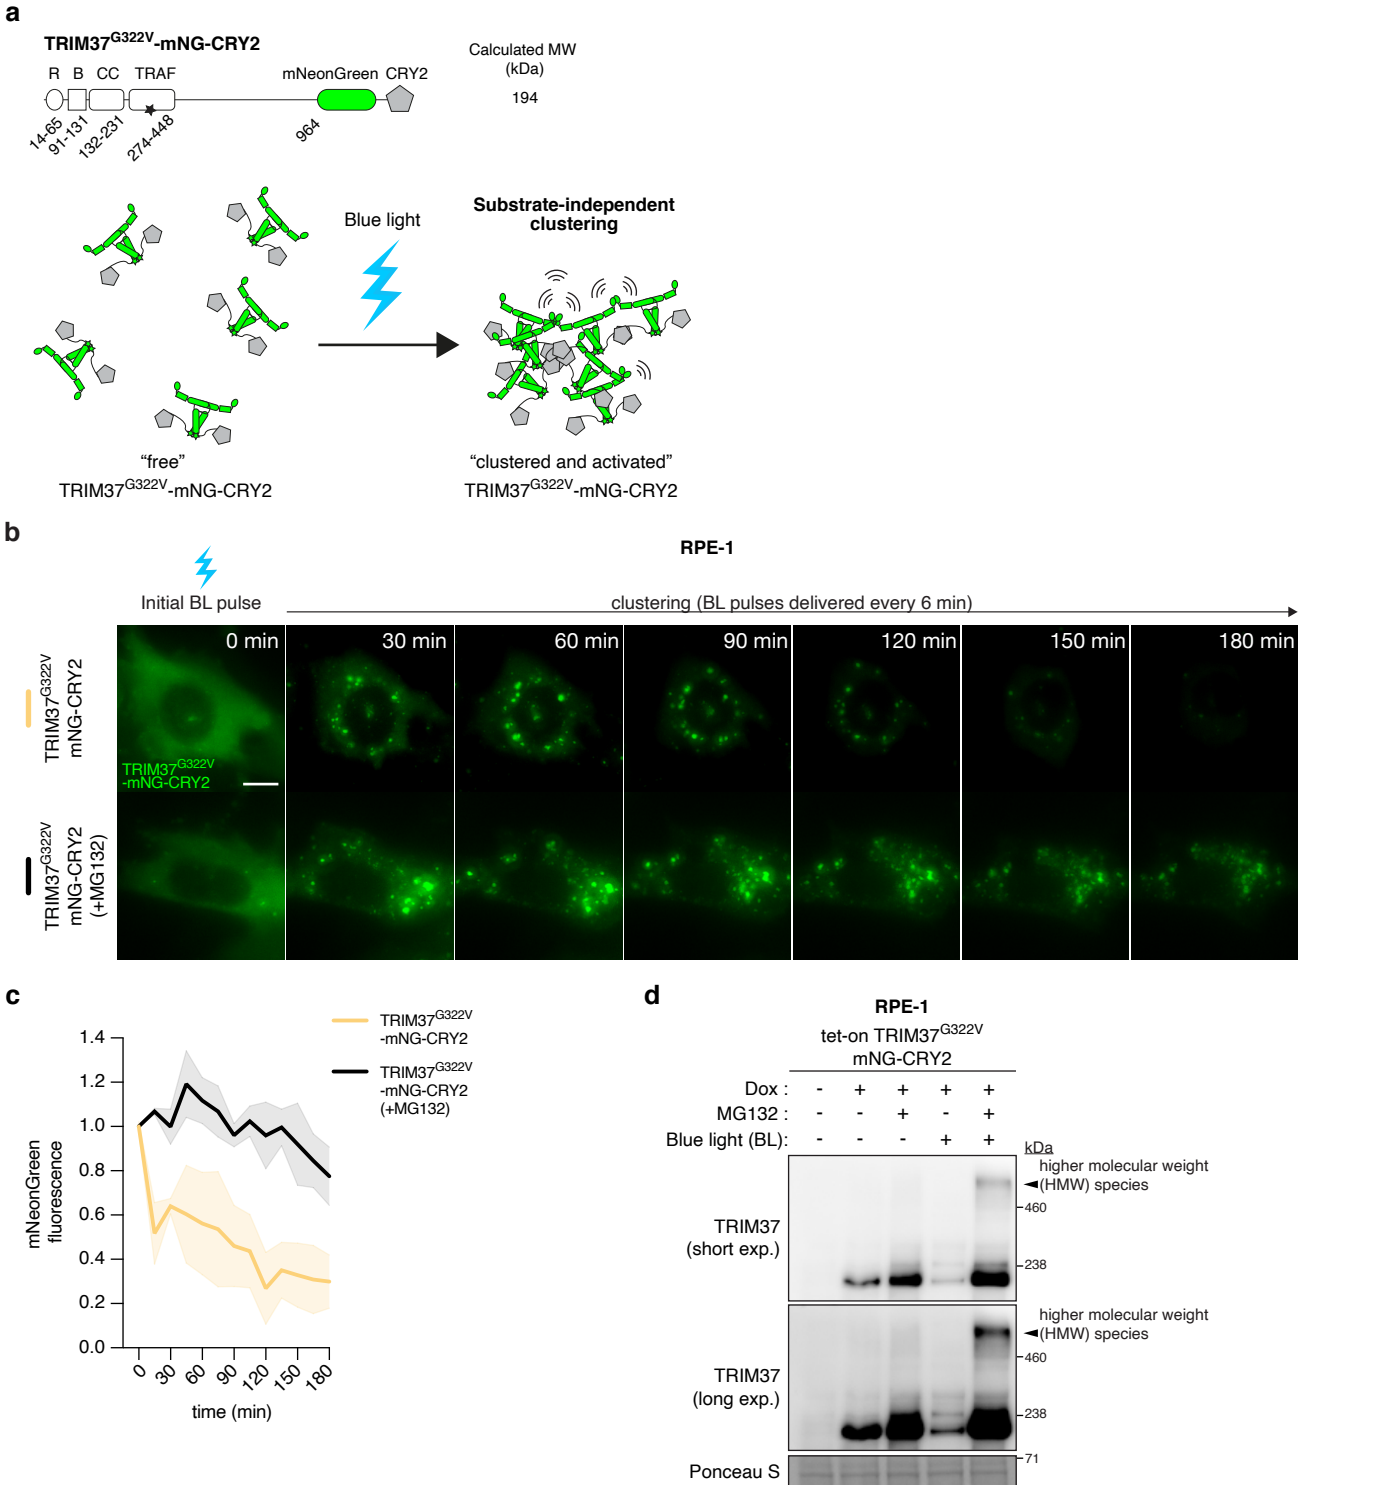 a
TRIM37G322V-mNG-CRY2
Calculated MW
(kDa)
R B CC TRAF mNeonGreen CRY2
194
14-65
91-131
132-231
274-448
964
Blue light
Substrate-independent
clustering
“free”
TRIM37G322V-mNG-CRY2
“clustered and activated”
TRIM37G322V-mNG-CRY2
b
RPE-1
Initial BL pulse
clustering (BL pulses delivered every 6 min)
0 min 30 min 60 min 90 min 120 min 150 min 180 min
TRIM37G322V
mNG-CRY2
TRIM37G322V
-mNG-CRY2
TRIM37G322V
mNG-CRY2
(+MG132)
c
TRIM37G322V
-mNG-CRY2
TRIM37G322V
-mNG-CRY2
(+MG132)
mNeonGreen
fluorescence
1.4
1.2
1.0
0.8
0.6
0.4
0.2
0.0
0 30 60 90 120 150 180
time (min)
d
RPE-1
tet-on TRIM37G322V
mNG-CRY2
Dox : - + + + +
MG132 : - - + - +
Blue light (BL): - - - + +
kDa
higher molecular weight
(HMW) species
460
TRIM37
(short exp.)
238
higher molecular weight
(HMW) species
460
TRIM37
(long exp.)
238
71
Ponceau S